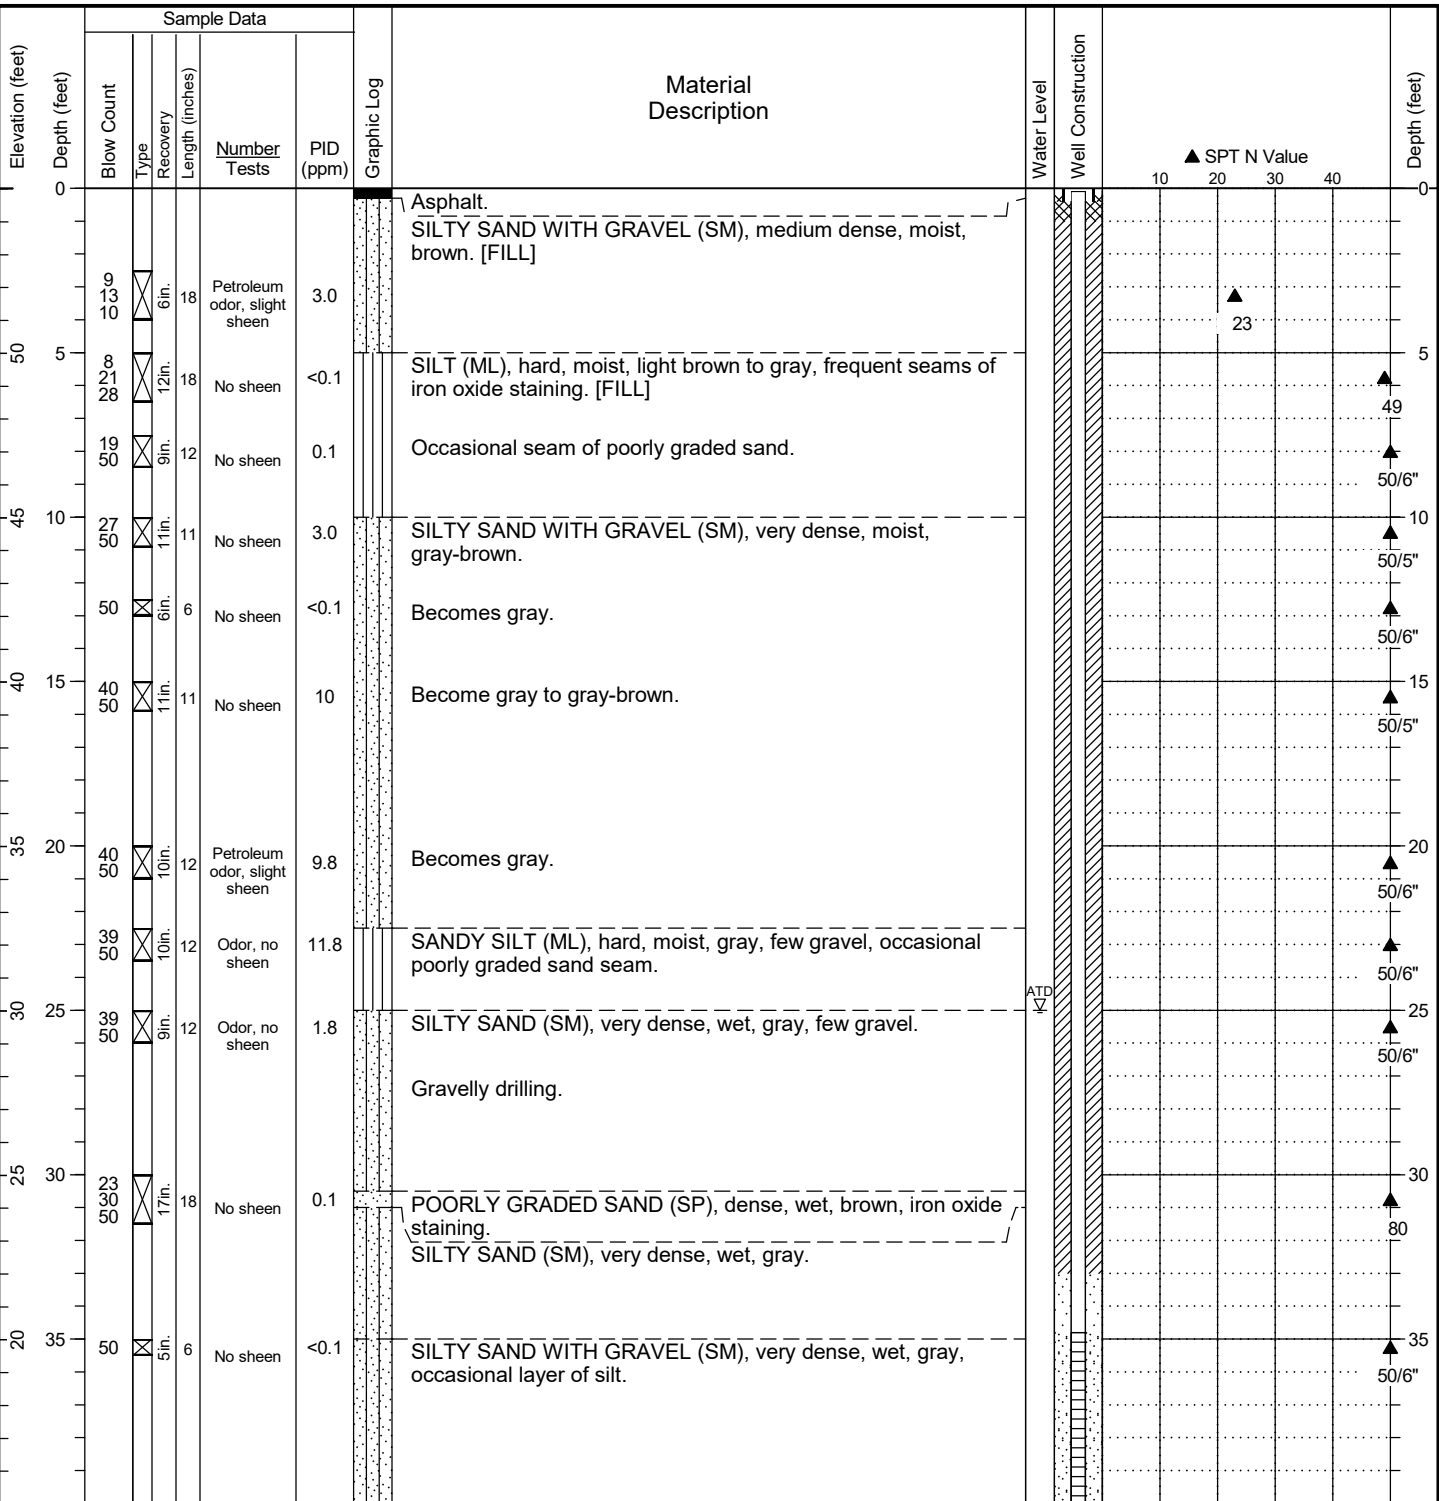 Sample Data
Elevation (feet)
Depth (feet)
Blow Count
Type
Recovery
Length (inches)
Number
Tests
PID
(ppm)
Graphic Log
Material
Description
Water Level
Well Construction
▲ SPT N Value
10 20 30 40
Depth (feet)
0
Asphalt.
0
SILTY SAND WITH GRAVEL (SM), medium dense, moist,
brown. [FILL]
9
13
10
6in.
18
Petroleum
odor, slight
sheen
3.0
23
50
5
SILT (ML), hard, moist, light brown to gray, frequent seams of
iron oxide staining. [FILL]
5
8
21
28
12in.
18
No sheen
<0.1
49
19
50
9in.
12
No sheen
0.1
Occasional seam of poorly graded sand.
50/6"
45
10
SILTY SAND WITH GRAVEL (SM), very dense, moist,
gray-brown.
10
27
50
11in.
11
No sheen
3.0
50/5"
50
6in.
6
No sheen
<0.1
Becomes gray.
50/6"
40
15
15
40
50
11in.
11
No sheen
10
Become gray to gray-brown.
50/5"
35
20
20
40
50
10in.
12
Petroleum
odor, slight
sheen
9.8
Becomes gray.
50/6"
39
50
10in.
12
Odor, no
sheen
11.8
SANDY SILT (ML), hard, moist, gray, few gravel, occasional
poorly graded sand seam.
50/6"
ATD
30
25
25
39
50
9in.
12
Odor, no
sheen
1.8
SILTY SAND (SM), very dense, wet, gray, few gravel.
50/6"
Gravelly drilling.
25
30
30
23
30
50
17in.
18
No sheen
0.1
POORLY GRADED SAND (SP), dense, wet, brown, iron oxide
staining.
80
SILTY SAND (SM), very dense, wet, gray.
20
35
35
50
5in.
6
No sheen
<0.1
SILTY SAND WITH GRAVEL (SM), very dense, wet, gray,
occasional layer of silt.
50/6"